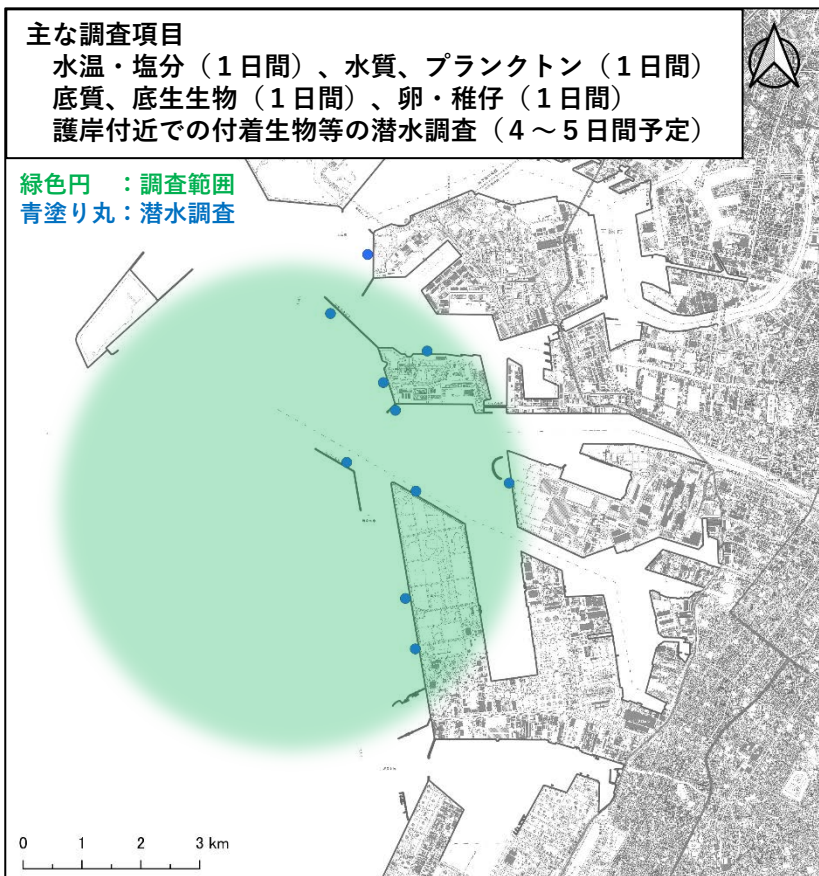 主な調査項目
水温・塩分（１日間）、水質、プランクトン（１日間）
底質、底生生物（１日間）、卵・稚仔（１日間）
護岸付近での付着生物等の潜水調査（４～５日間予定）
緑色円　：調査範囲
青塗り丸：潜水調査
0 1 2 3 km